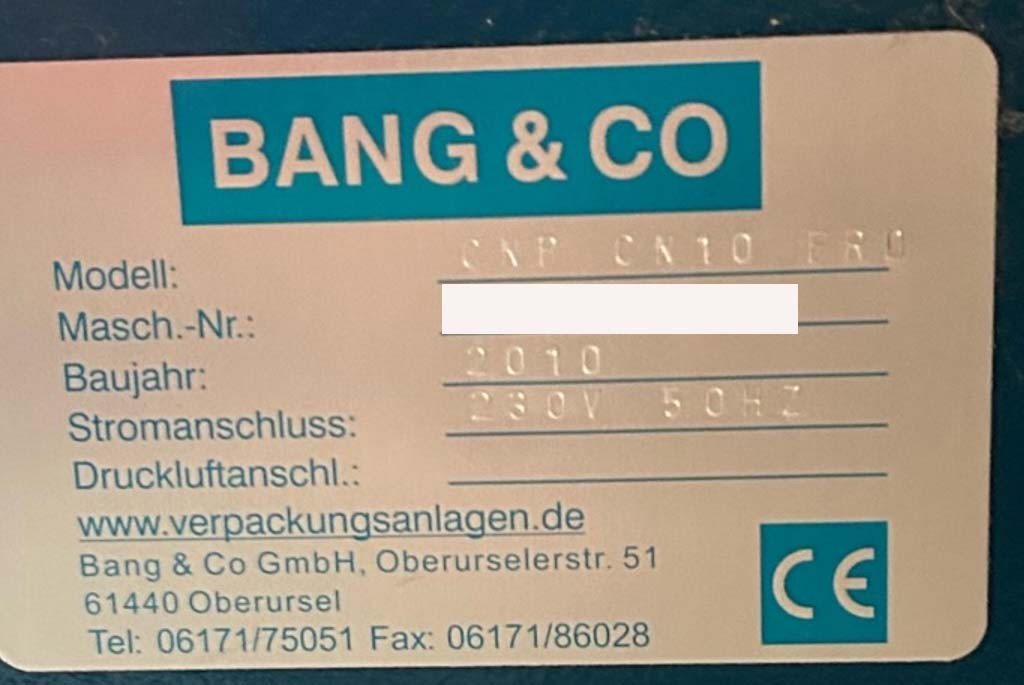 BANG & CO
Modell: CNP CN10 ERO
Masch.-Nr.:
Baujahr: 2010
Stromanschluss: 230V 50HZ
Druckluftanschl.:
www.verpackungsanlagen.de
Bang & Co GmbH, Oberurselerstr. 51
61440 Oberursel
Tel: 06171/75051 Fax: 06171/86028
CE